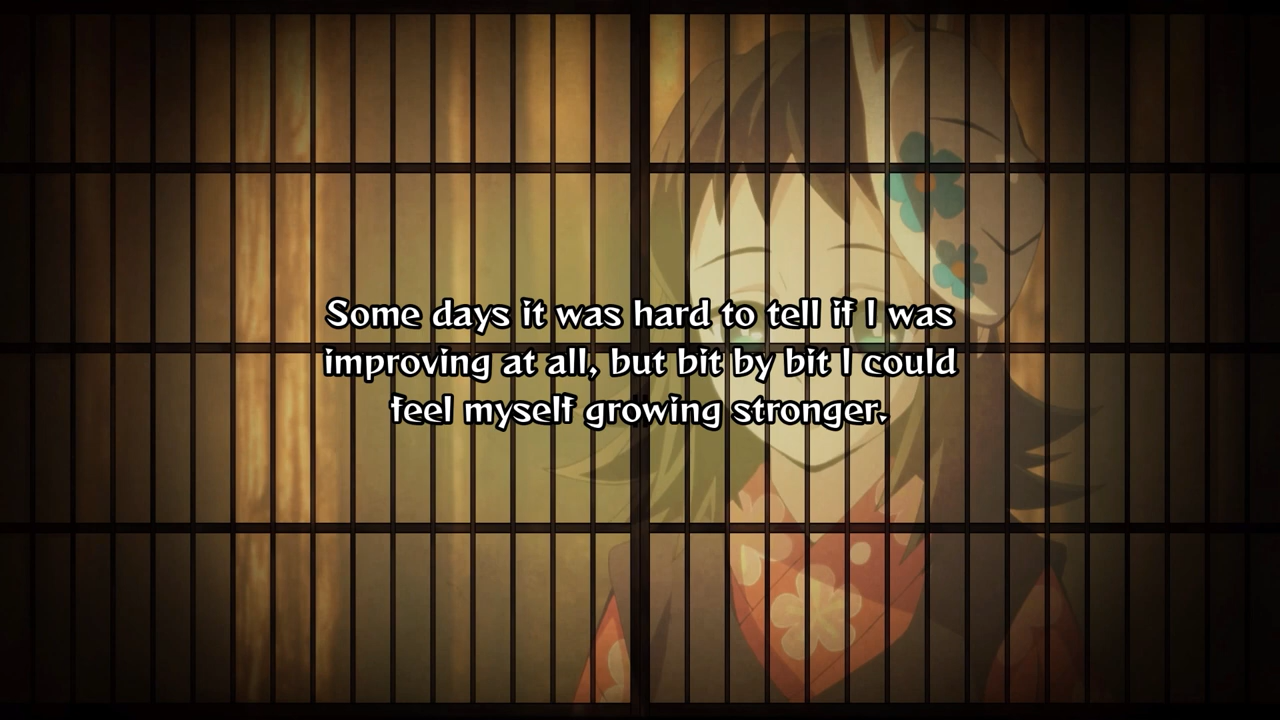 Some days it was hard to tell if I was
improving at all, but bit by bit I could
feel myself growing stronger.